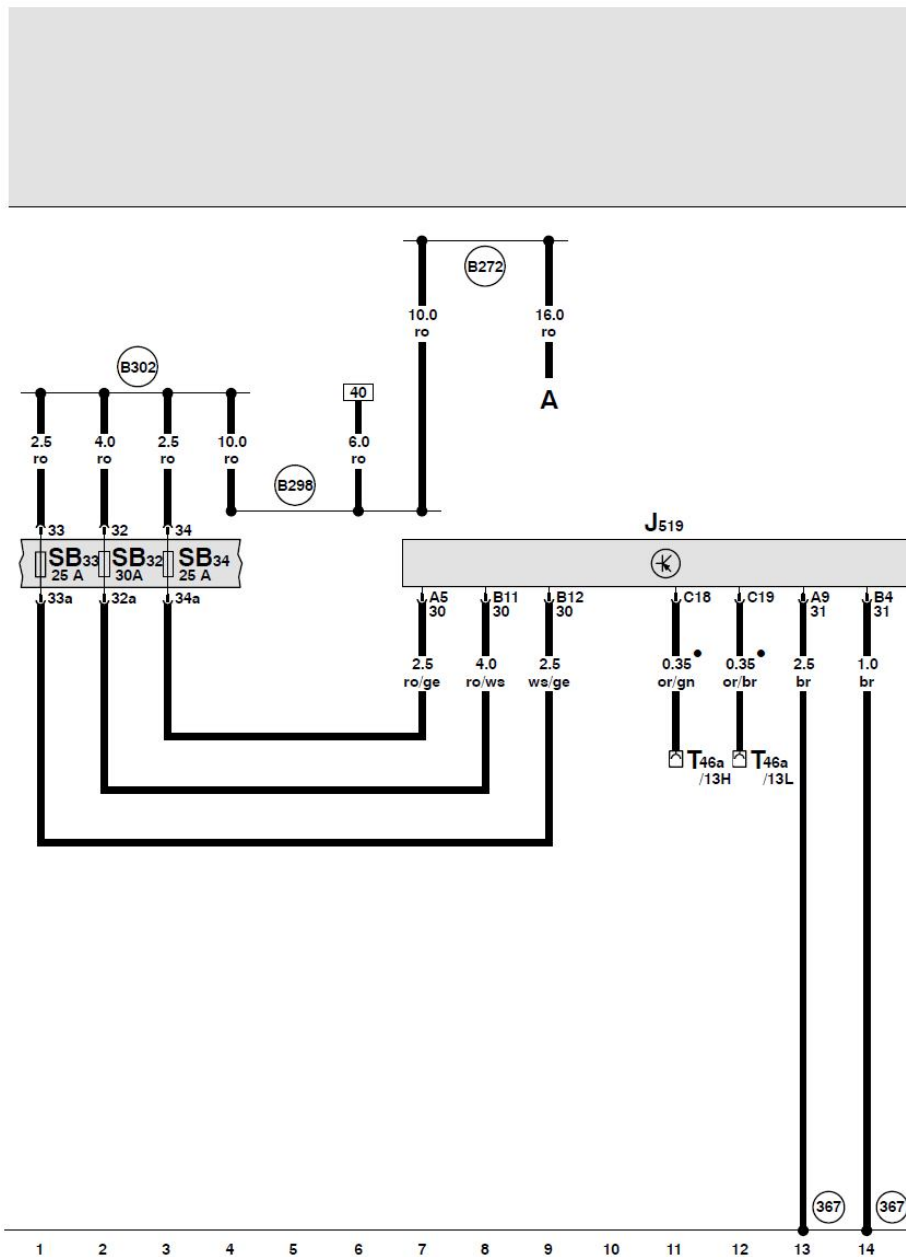 B272
10.0 16.0
ro ro
B302
40
A
2.5 4.0 2.5 10.0 6.0
ro ro ro ro ro
B298
33 32 34
J519
SB33 SB32 SB34
25 A 30A 25 A
33a 32a 34a
A5 B11 B12 C18 C19 A9 B4
30 30 30 31 31
2.5 4.0 2.5 0.35 0.35 2.5 1.0
ro/ge ro/ws ws/ge or/gn or/br br br
T46a T46a
/13H /13L
367 367
1 2 3 4 5 6 7 8 9 10 11 12 13 14